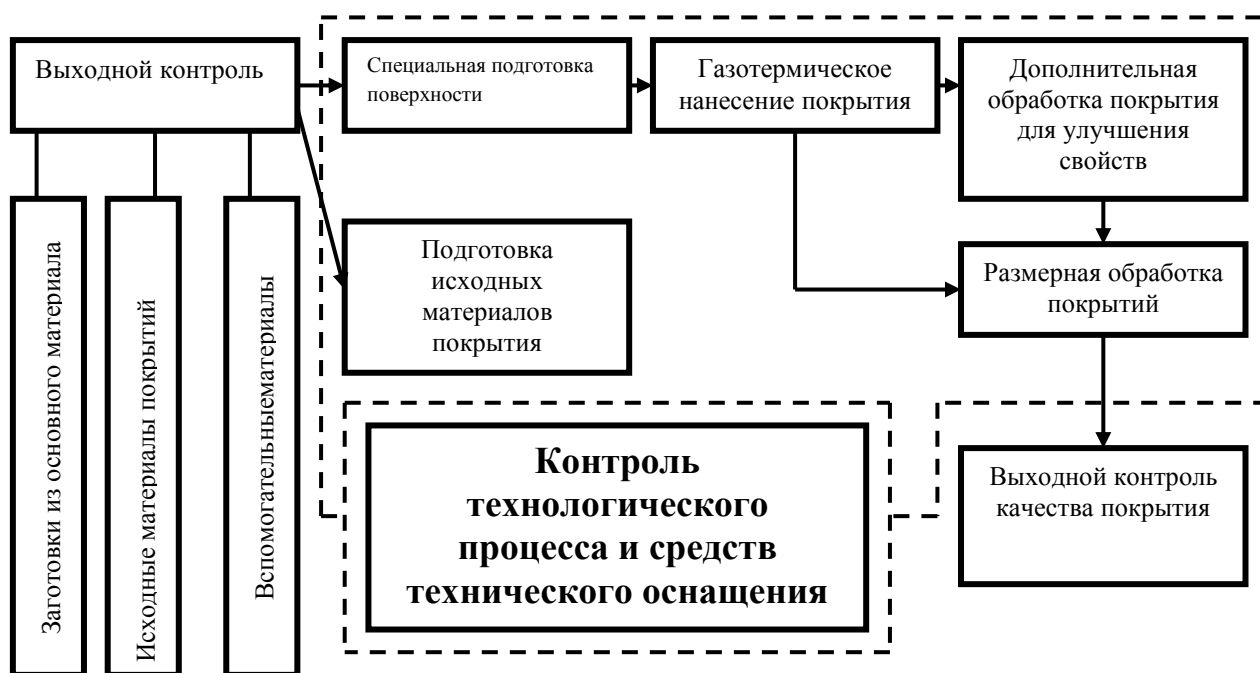 Выходной контроль
Специальная подготовка
поверхности
Газотермическое
нанесение покрытия
Дополнительная
обработка покрытия
для улучшения
свойств
Подготовка
исходных
материалов
покрытия
Размерная обработка
покрытий
Заготовки из основного материала
Исходные материалы покрытий
Вспомогательныематериалы
Контроль
технологического
процесса и средств
технического оснащения
Выходной контроль
качества покрытия